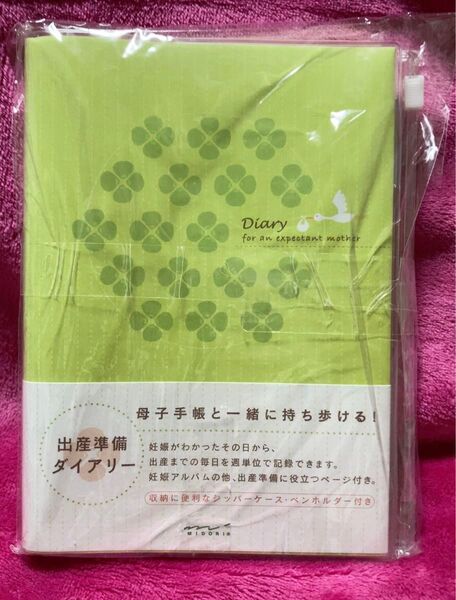 Diary
for an expectant mother
母子手帳と一緒に持ち歩ける!
出産準備
ダイアリー
妊娠がわかったその日から、
出産までの毎日を週単位で記録できます。
妊娠アルバムの他、出産準備に役立つページ付き。
収納に便利なジッパーケース・ペンホルダー付き
MIDORI